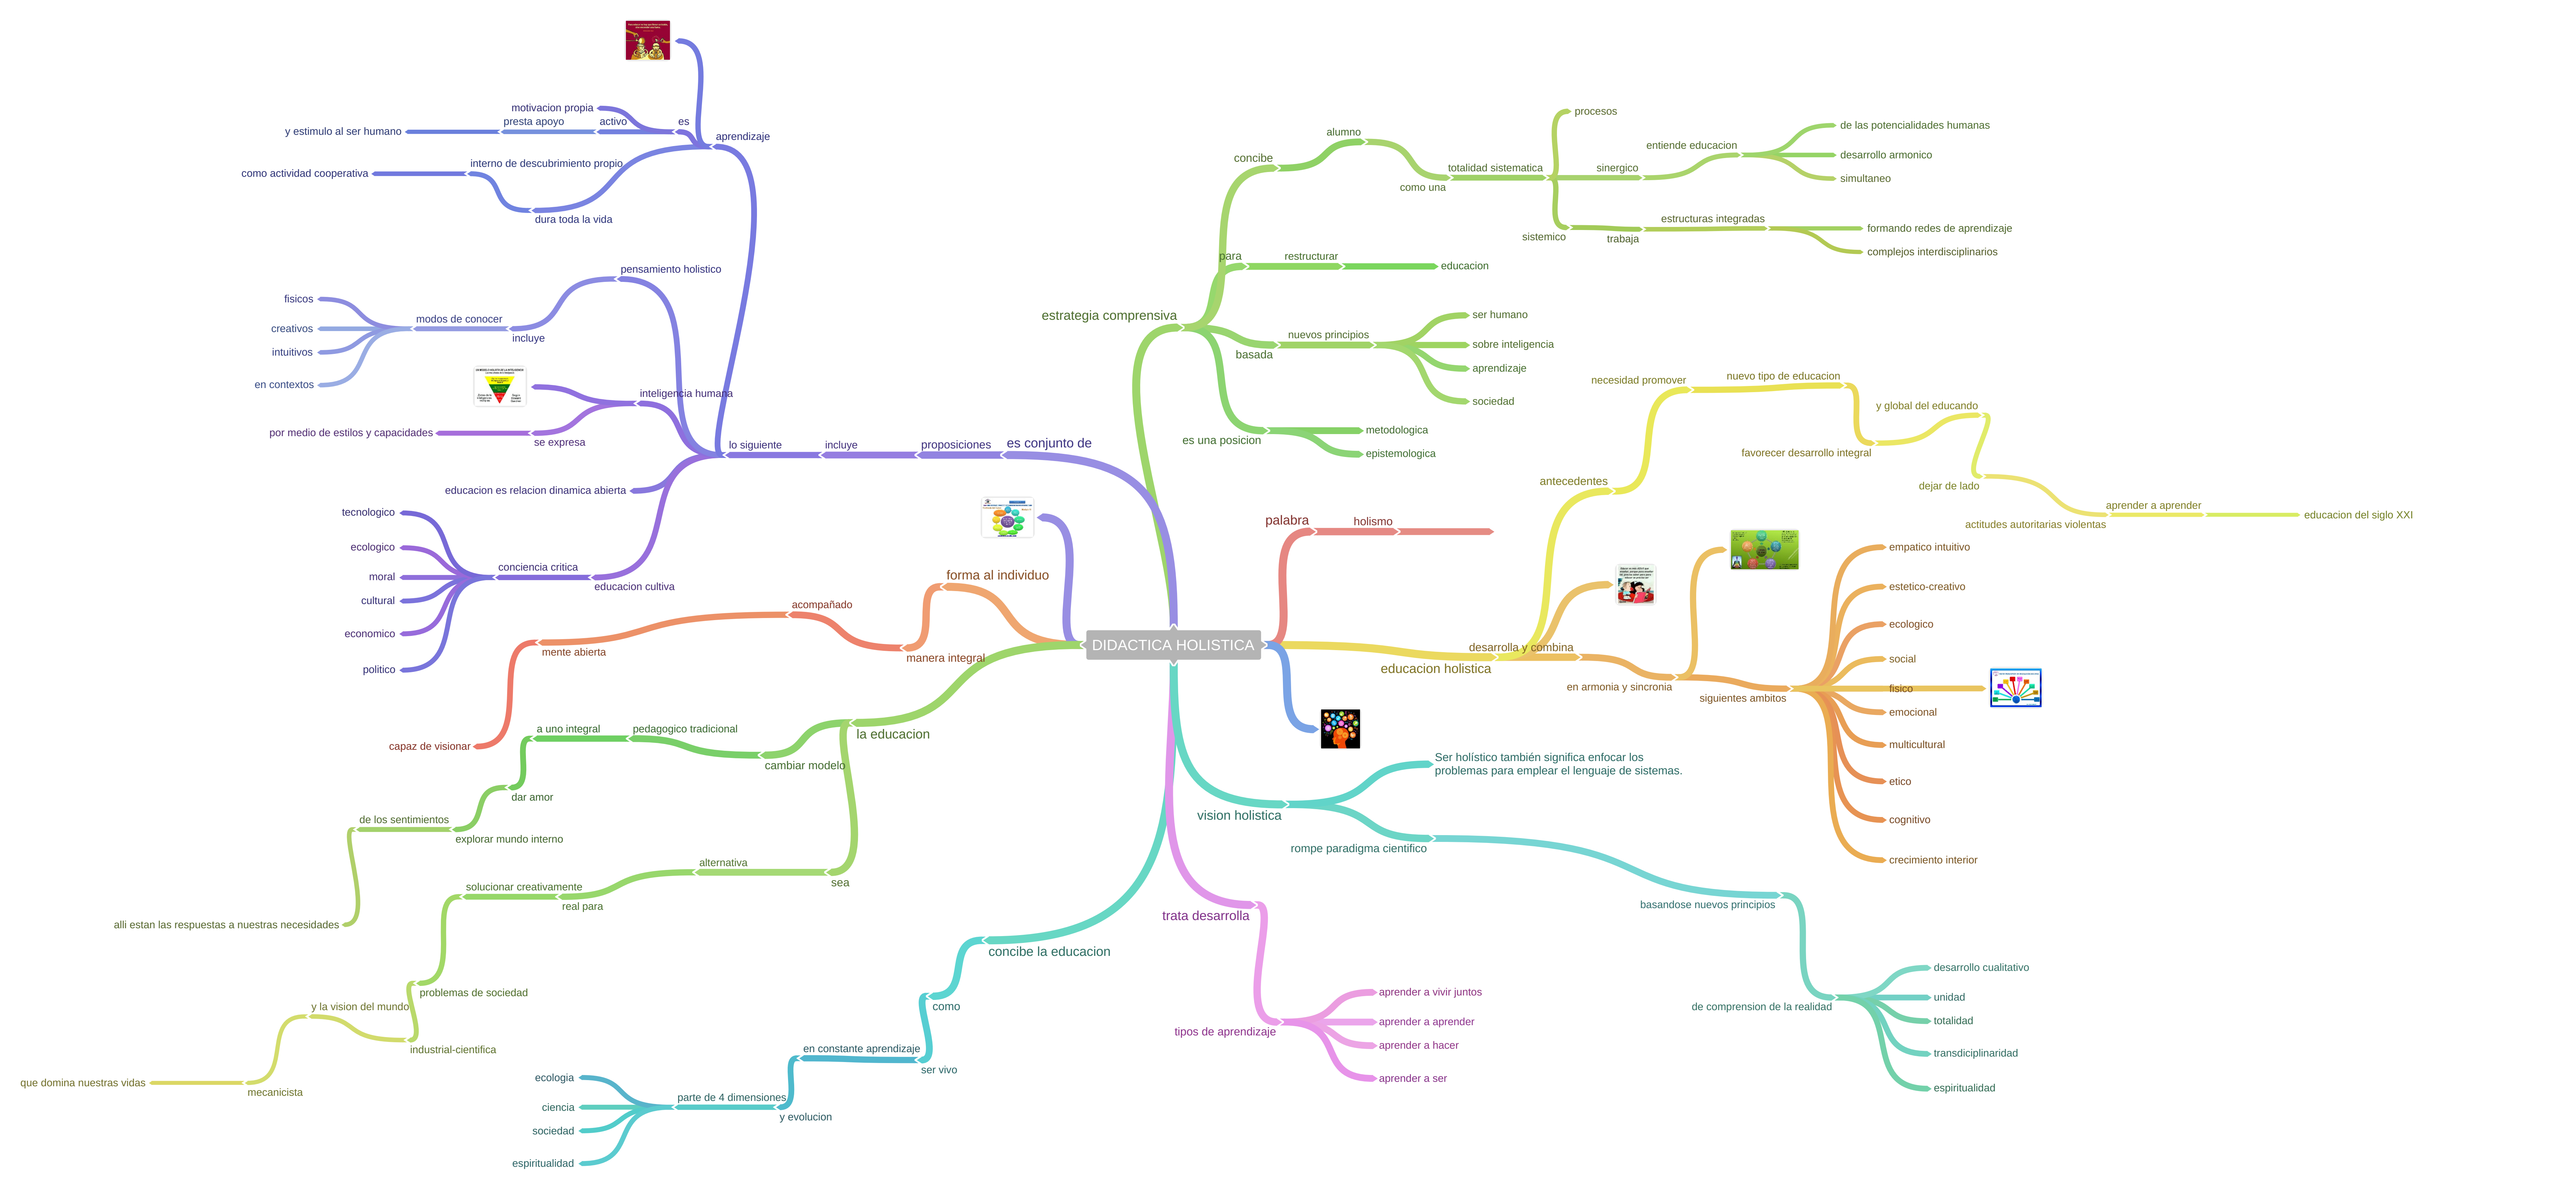 DIDACTICA HOLISTICA
estrategia comprensiva
concibe
alumno
como una
totalidad sistematica
procesos
sinergico
entiende educacion
de las potencialidades humanas
desarrollo armonico
simultaneo
sistemico
trabaja
estructuras integradas
formando redes de aprendizaje
complejos interdisciplinarios
para
restructurar
educacion
basada
nuevos principios
ser humano
sobre inteligencia
aprendizaje
sociedad
es una posicion
metodologica
epistemologica
palabra
holismo
educacion holistica
antecedentes
necesidad promover
nuevo tipo de educacion
favorecer desarrollo integral
y global del educando
dejar de lado
actitudes autoritarias violentas
aprender a aprender
educacion del siglo XXI
desarrolla y combina
en armonia y sincronia
siguientes ambitos
empatico intuitivo
estetico-creativo
ecologico
social
fisico
emocional
multicultural
etico
cognitivo
crecimiento interior
vision holistica
Ser holístico también significa enfocar los
problemas para emplear el lenguaje de sistemas.
rompe paradigma cientifico
basandose nuevos principios
de comprension de la realidad
desarrollo cualitativo
unidad
totalidad
transdiciplinaridad
espiritualidad
trata desarrolla
tipos de aprendizaje
aprender a vivir juntos
aprender a aprender
aprender a hacer
aprender a ser
es conjunto de
proposiciones
incluye
lo siguiente
aprendizaje
es
motivacion propia
activo
presta apoyo
y estimulo al ser humano
dura toda la vida
interno de descubrimiento propio
como actividad cooperativa
pensamiento holistico
incluye
modos de conocer
fisicos
creativos
intuitivos
en contextos
inteligencia humana
se expresa
por medio de estilos y capacidades
educacion es relacion dinamica abierta
educacion cultiva
conciencia critica
tecnologico
ecologico
moral
cultural
economico
politico
forma al individuo
manera integral
acompañado
mente abierta
capaz de visionar
la educacion
cambiar modelo
pedagogico tradicional
a uno integral
dar amor
explorar mundo interno
de los sentimientos
alli estan las respuestas a nuestras necesidades
sea
alternativa
real para
solucionar creativamente
problemas de sociedad
industrial-cientifica
y la vision del mundo
mecanicista
que domina nuestras vidas
concibe la educacion
como
ser vivo
en constante aprendizaje
y evolucion
parte de 4 dimensiones
ecologia
ciencia
sociedad
espiritualidad